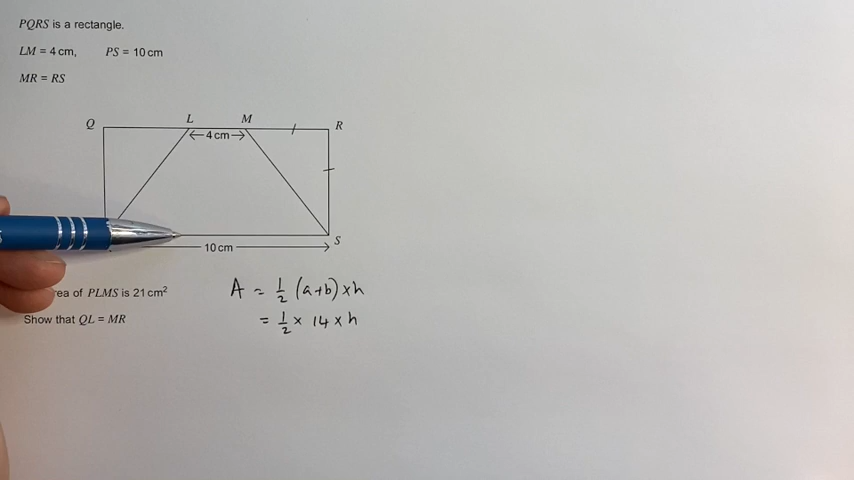 PQRS is a rectangle.
LM = 4 cm, PS = 10 cm
MR = RS
Q L M R
4 cm
S
10 cm
ea of PLMS is 21 cm²
Show that QL = MR
A = ½ (a+b) × h
= ½ × 14 × h